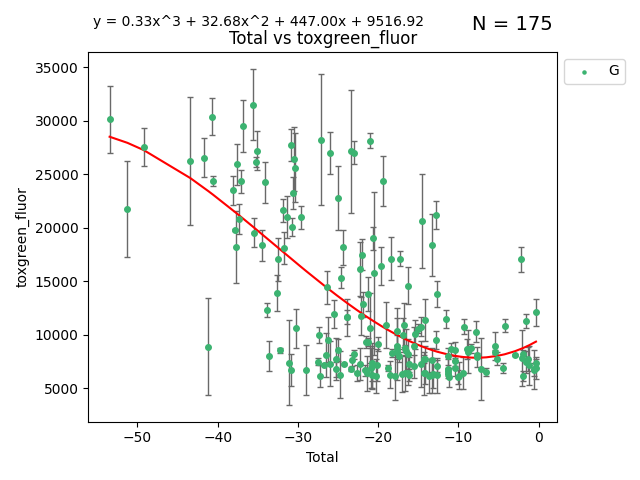 y = 0.33x^3 + 32.68x^2 + 447.00x + 9516.92
N = 175
Total vs toxgreen_fluor
35000
30000
25000
20000
15000
10000
5000
toxgreen_fluor
−50
−40
−30
−20
−10
0
Total
G